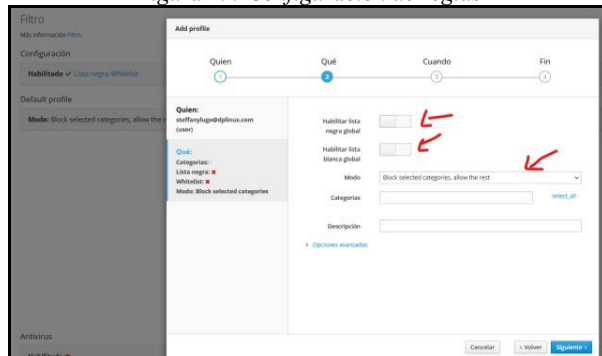 Filtro
Más información Filtro.
Configuración
Habilitado ✔ Lista negra Whitelist
Default profile
Modo: Block selected categories, allow the r
Antivirus
Add profile
Quien
Qué
Cuando
Fin
1
2
3
4
Quien:
steffanylugo@dplinux.com
(user)
Qué:
Categorías: -
Lista negra: ✖
Whitelist: ✖
Modo: Block selected categories
Habilitar lista
negra global
Habilitar lista
blanca global
Modo
Block selected categories, allow the rest
Categorías
select_all
Descripción
> Opciones avanzadas
Cancelar
‹ Volver
Siguiente ›